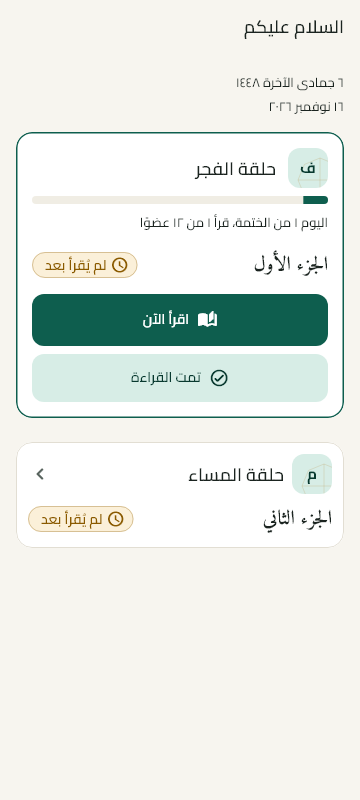 السلام عليكم
٦ جمادى الآخرة ١٤٤٨
١٦ نوفمبر ٢٠٢٦
ف
حلقة الفجر
اليوم ١ من الختمة، قرأ ١ من ١٢ عضوًا
الجزء الأول
لم يُقرأ بعد
اقرأ الآن
تمت القراءة
م
حلقة المساء
الجزء الثاني
لم يُقرأ بعد